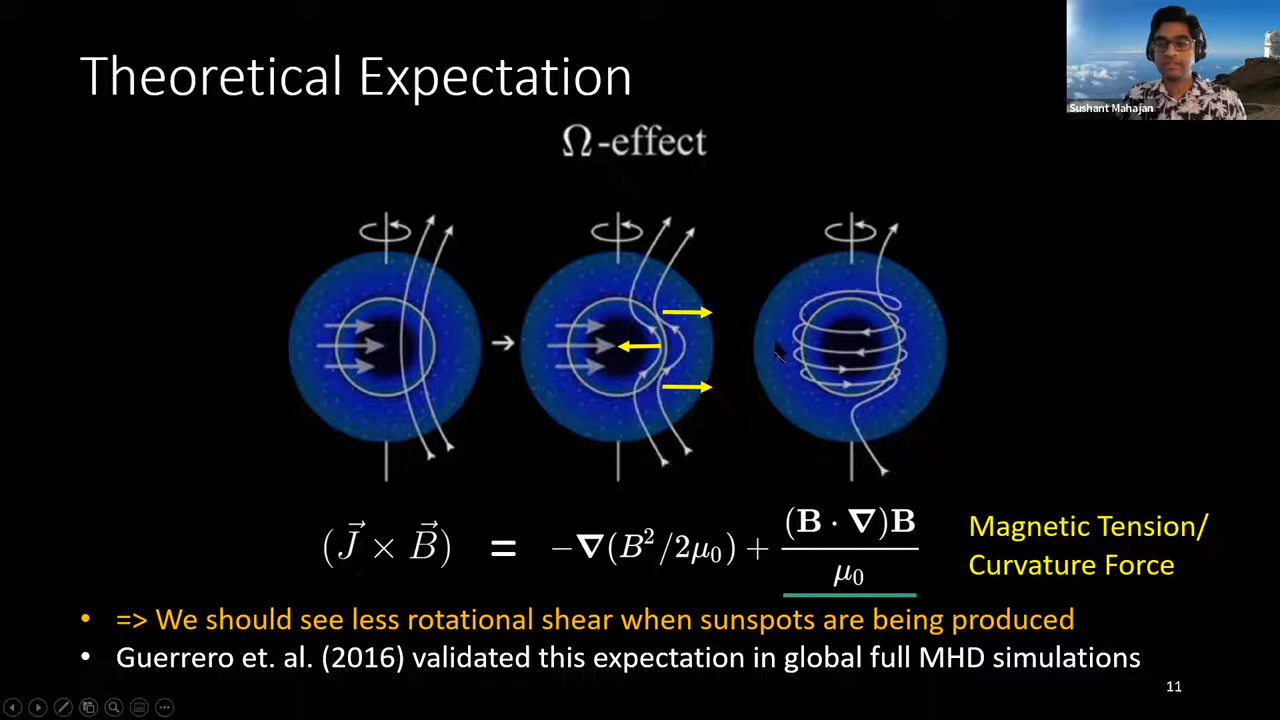 Theoretical Expectation
Sushant Mahajan
Ω-effect
(J⃗ × B⃗) = −∇(B²/2μ₀) + (B · ∇)B / μ₀
Magnetic Tension/
Curvature Force
• => We should see less rotational shear when sunspots are being produced
• Guerrero et. al. (2016) validated this expectation in global full MHD simulations
11